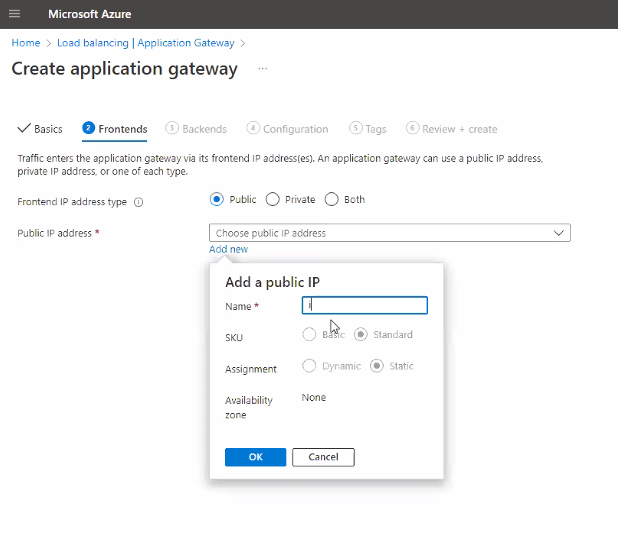 Microsoft Azure
Home > Load balancing | Application Gateway >
Create application gateway ...
Basics 2 Frontends 3 Backends 4 Configuration 5 Tags 6 Review + create
Traffic enters the application gateway via its frontend IP address(es). An application gateway can use a public IP address,
private IP address, or one of each type.
Frontend IP address type Public Private Both
Public IP address * Choose public IP address
Add new
Add a public IP
Name *
SKU Basic Standard
Assignment Dynamic Static
Availability None
zone
OK Cancel